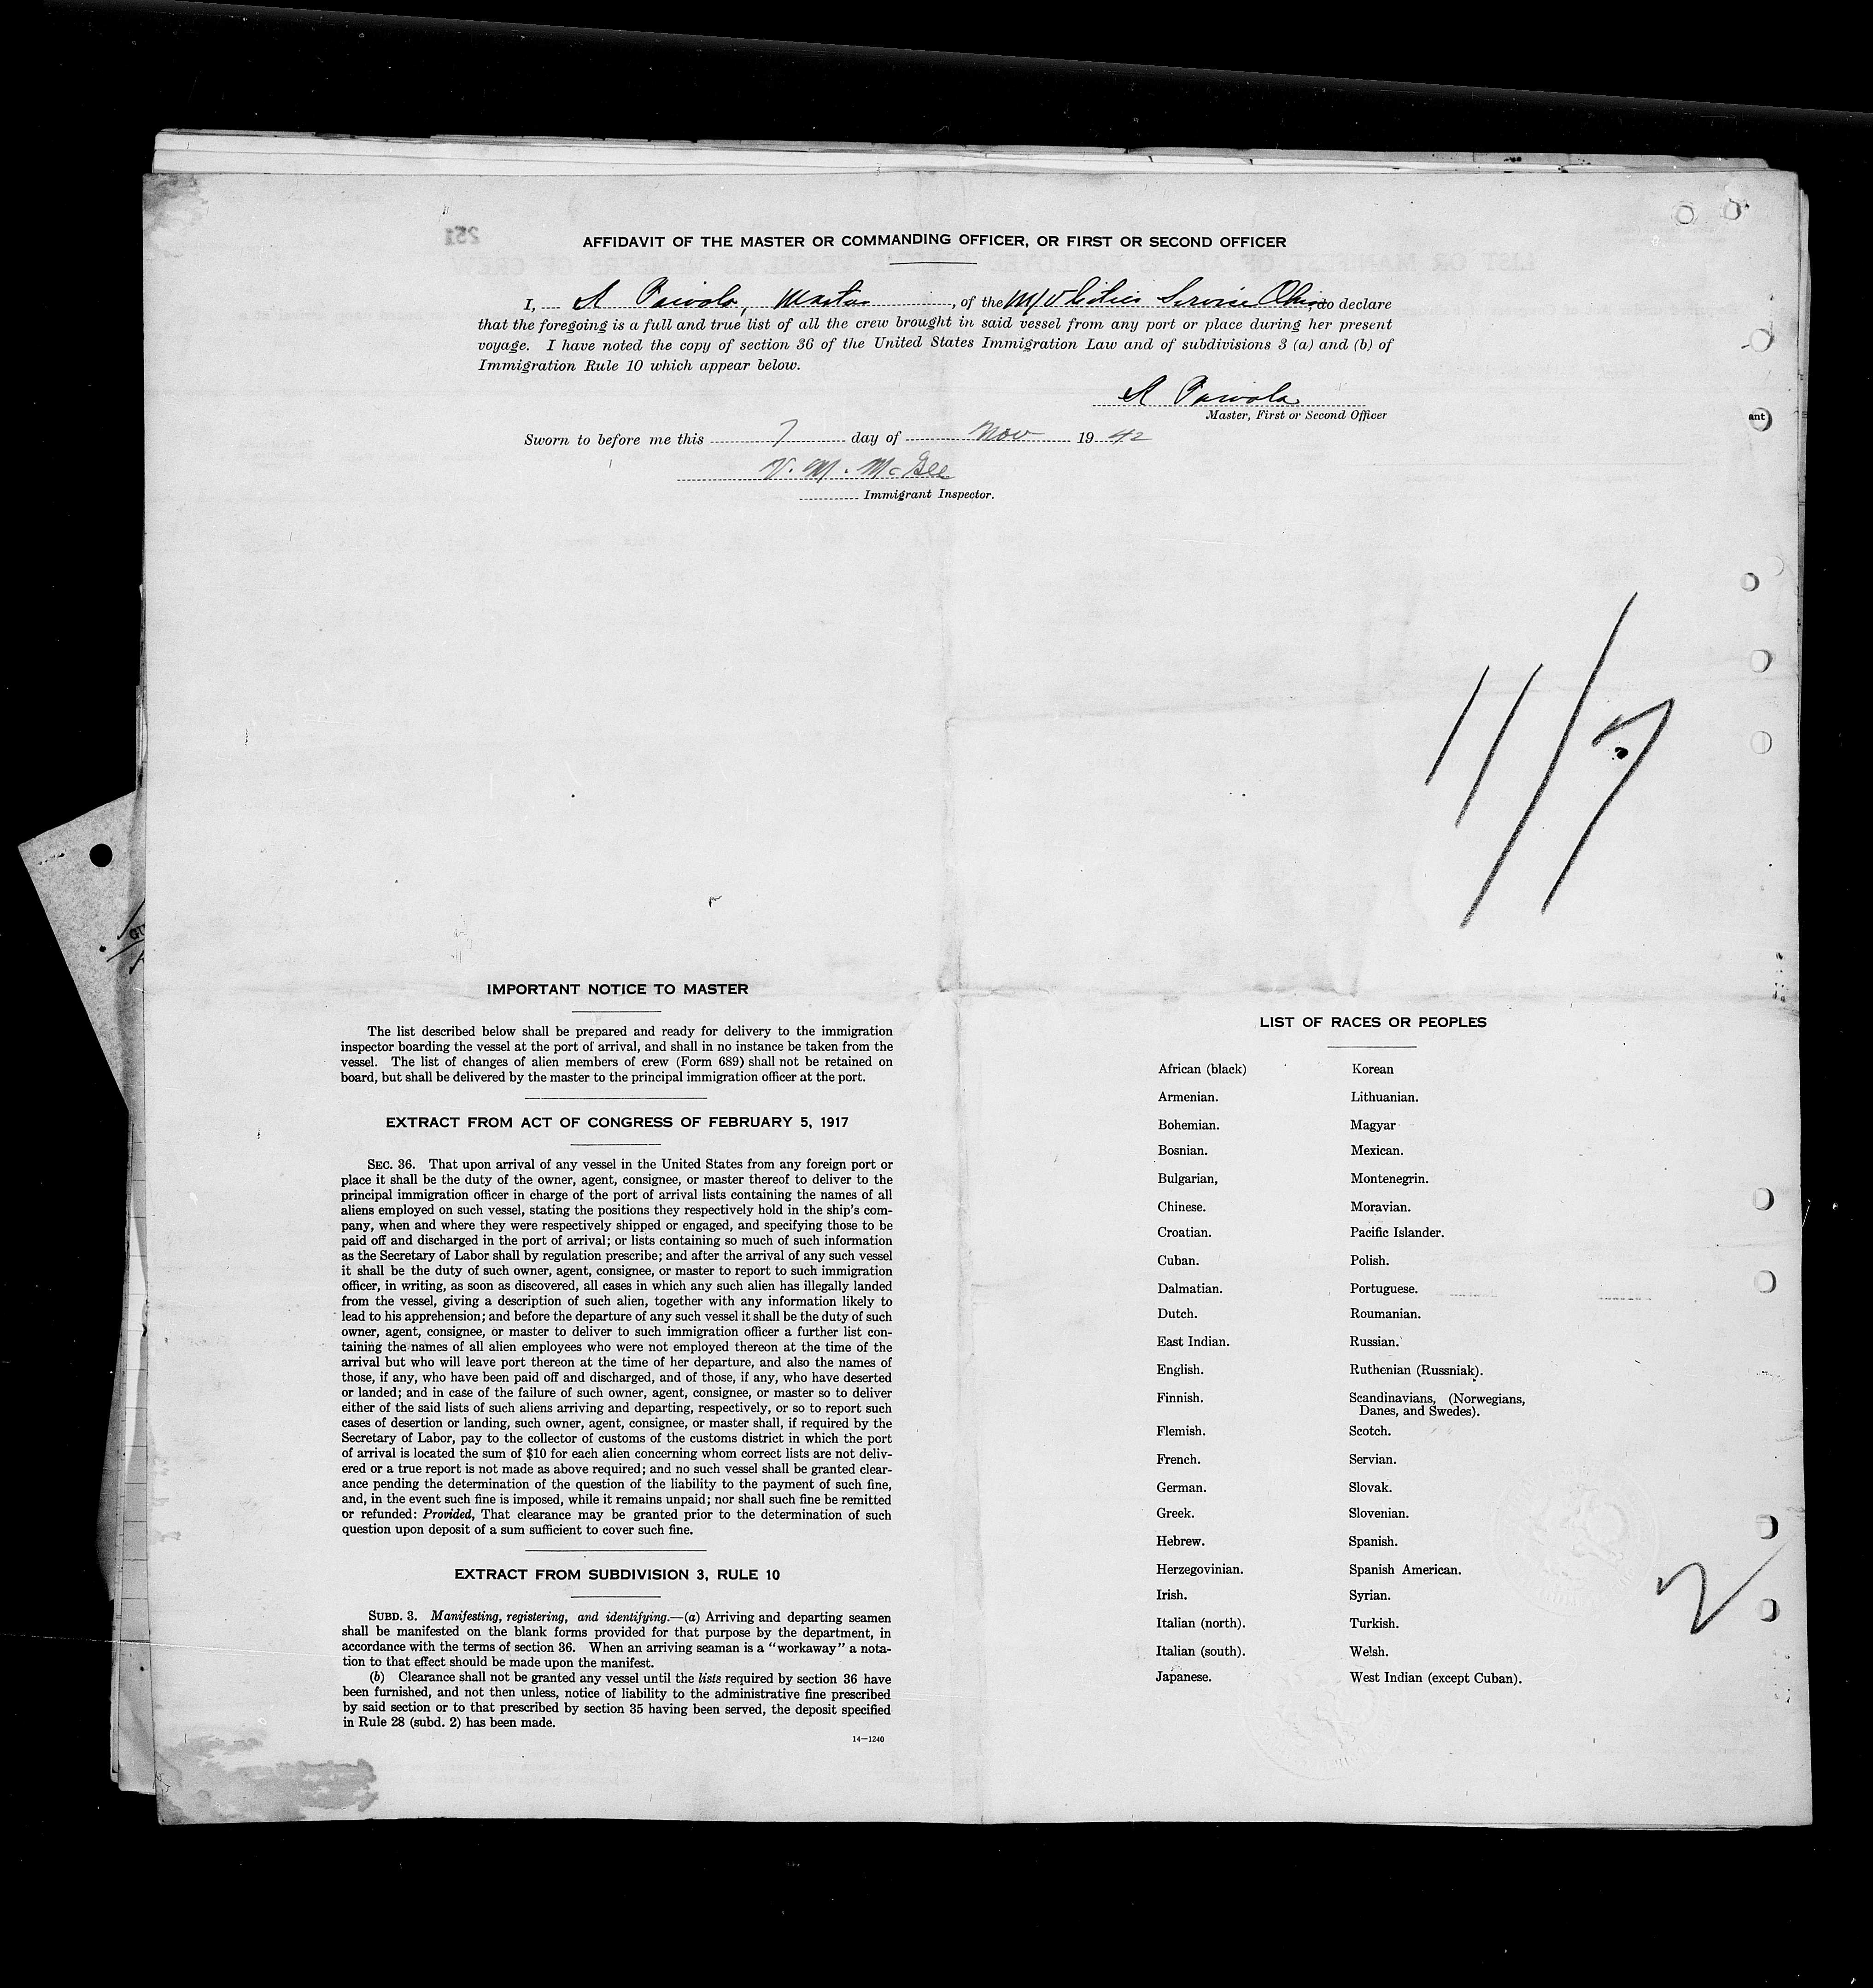 251
AFFIDAVIT OF THE MASTER OR COMMANDING OFFICER, OR FIRST OR SECOND OFFICER
I, A Paivola, Master, of the M/V Cities Service Ohio, do declare
that the foregoing is a full and true list of all the crew brought in said vessel from any port or place during her present
voyage. I have noted the copy of section 36 of the United States Immigration Law and of subdivisions 3 (a) and (b) of
Immigration Rule 10 which appear below.
A Paivola
Master, First or Second Officer
Sworn to before me this 7 day of Nov 19 42
V. M. McGee
Immigrant Inspector.
ant
11/7
IMPORTANT NOTICE TO MASTER
The list described below shall be prepared and ready for delivery to the immigration
inspector boarding the vessel at the port of arrival, and shall in no instance be taken from the
vessel. The list of changes of alien members of crew (Form 689) shall not be retained on
board, but shall be delivered by the master to the principal immigration officer at the port.
EXTRACT FROM ACT OF CONGRESS OF FEBRUARY 5, 1917
SEC. 36. That upon arrival of any vessel in the United States from any foreign port or
place it shall be the duty of the owner, agent, consignee, or master thereof to deliver to the
principal immigration officer in charge of the port of arrival lists containing the names of all
aliens employed on such vessel, stating the positions they respectively hold in the ship's com-
pany, when and where they were respectively shipped or engaged, and specifying those to be
paid off and discharged in the port of arrival; or lists containing so much of such information
as the Secretary of Labor shall by regulation prescribe; and after the arrival of any such vessel
it shall be the duty of such owner, agent, consignee, or master to report to such immigration
officer, in writing, as soon as discovered, all cases in which any such alien has illegally landed
from the vessel, giving a description of such alien, together with any information likely to
lead to his apprehension; and before the departure of any such vessel it shall be the duty of such
owner, agent, consignee, or master to deliver to such immigration officer a further list con-
taining the names of all alien employees who were not employed thereon at the time of the
arrival but who will leave port thereon at the time of her departure, and also the names of
those, if any, who have been paid off and discharged, and of those, if any, who have deserted
or landed; and in case of the failure of such owner, agent, consignee, or master so to deliver
either of the said lists of such aliens arriving and departing, respectively, or so to report such
cases of desertion or landing, such owner, agent, consignee, or master shall, if required by the
Secretary of Labor, pay to the collector of customs of the customs district in which the port
of arrival is located the sum of $10 for each alien concerning whom correct lists are not deliv-
ered or a true report is not made as above required; and no such vessel shall be granted clear-
ance pending the determination of the question of the liability to the payment of such fine,
and, in the event such fine is imposed, while it remains unpaid; nor shall such fine be remitted
or refunded: Provided, That clearance may be granted prior to the determination of such
question upon deposit of a sum sufficient to cover such fine.
EXTRACT FROM SUBDIVISION 3, RULE 10
SUBD. 3. Manifesting, registering, and identifying.—(a) Arriving and departing seamen
shall be manifested on the blank forms provided for that purpose by the department, in
accordance with the terms of section 36. When an arriving seaman is a "workaway" a nota-
tion to that effect should be made upon the manifest.
(b) Clearance shall not be granted any vessel until the lists required by section 36 have
been furnished, and not then unless, notice of liability to the administrative fine prescribed
by said section or to that prescribed by section 35 having been served, the deposit specified
in Rule 28 (subd. 2) has been made.
14—1240
LIST OF RACES OR PEOPLES
African (black) Korean
Armenian. Lithuanian.
Bohemian. Magyar
Bosnian. Mexican.
Bulgarian, Montenegrin.
Chinese. Moravian.
Croatian. Pacific Islander.
Cuban. Polish.
Dalmatian. Portuguese.
Dutch. Roumanian.
East Indian. Russian.
English. Ruthenian (Russniak).
Finnish. Scandinavians, (Norwegians,
Danes, and Swedes).
Flemish. Scotch.
French. Servian.
German. Slovak.
Greek. Slovenian.
Hebrew. Spanish.
Herzegovinian. Spanish American.
Irish. Syrian.
Italian (north). Turkish.
Italian (south). Welsh.
Japanese. West Indian (except Cuban).
2